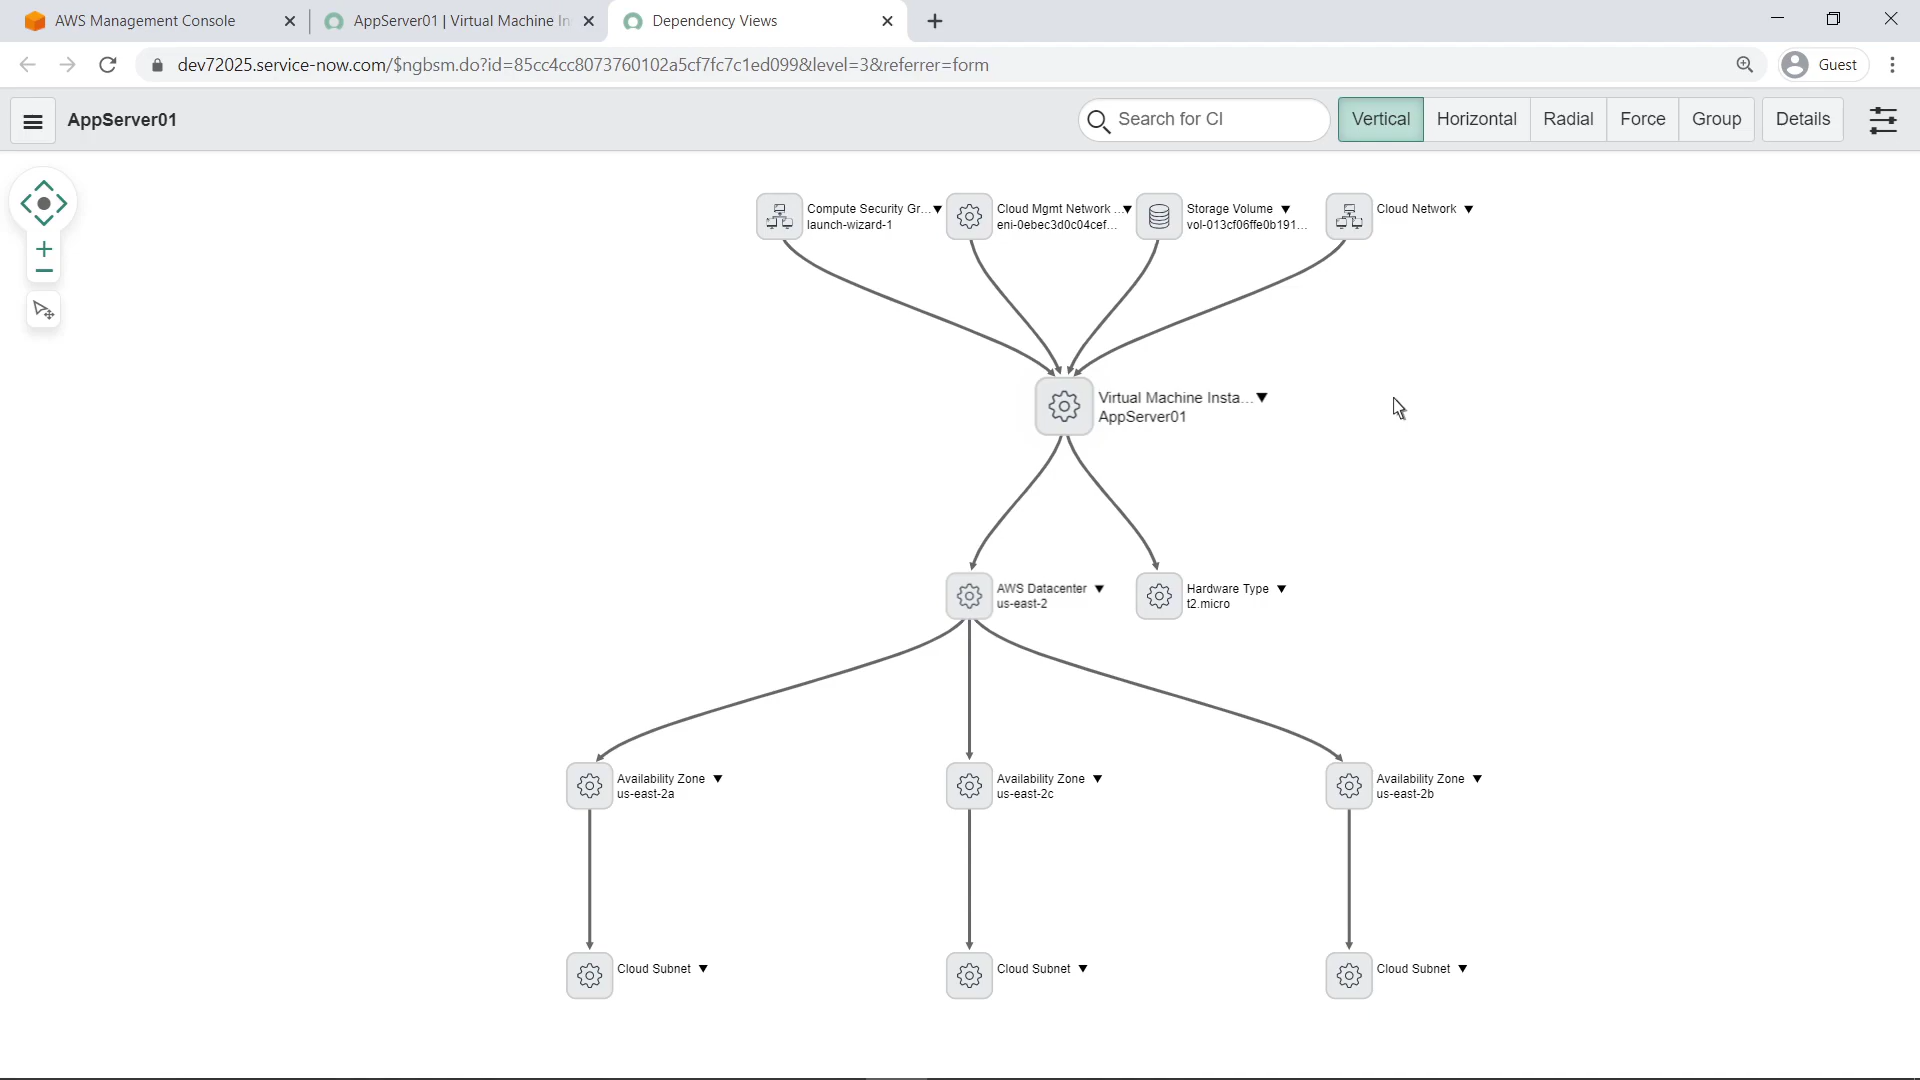 AWS Management Console
AppServer01 | Virtual Machine In
Dependency Views
dev72025.service-now.com/$ngbsm.do?id=85cc4cc8073760102a5cf7fc7c1ed099&level=3&referrer=form
Guest
AppServer01
Search for CI
Vertical
Horizontal
Radial
Force
Group
Details
Compute Security Gr...
launch-wizard-1
Cloud Mgmt Network ...
eni-0ebec3d0c04cef...
Storage Volume
vol-013cf06ffe0b191...
Cloud Network
Virtual Machine Insta...
AppServer01
AWS Datacenter
us-east-2
Hardware Type
t2.micro
Availability Zone
us-east-2a
Availability Zone
us-east-2c
Availability Zone
us-east-2b
Cloud Subnet
Cloud Subnet
Cloud Subnet